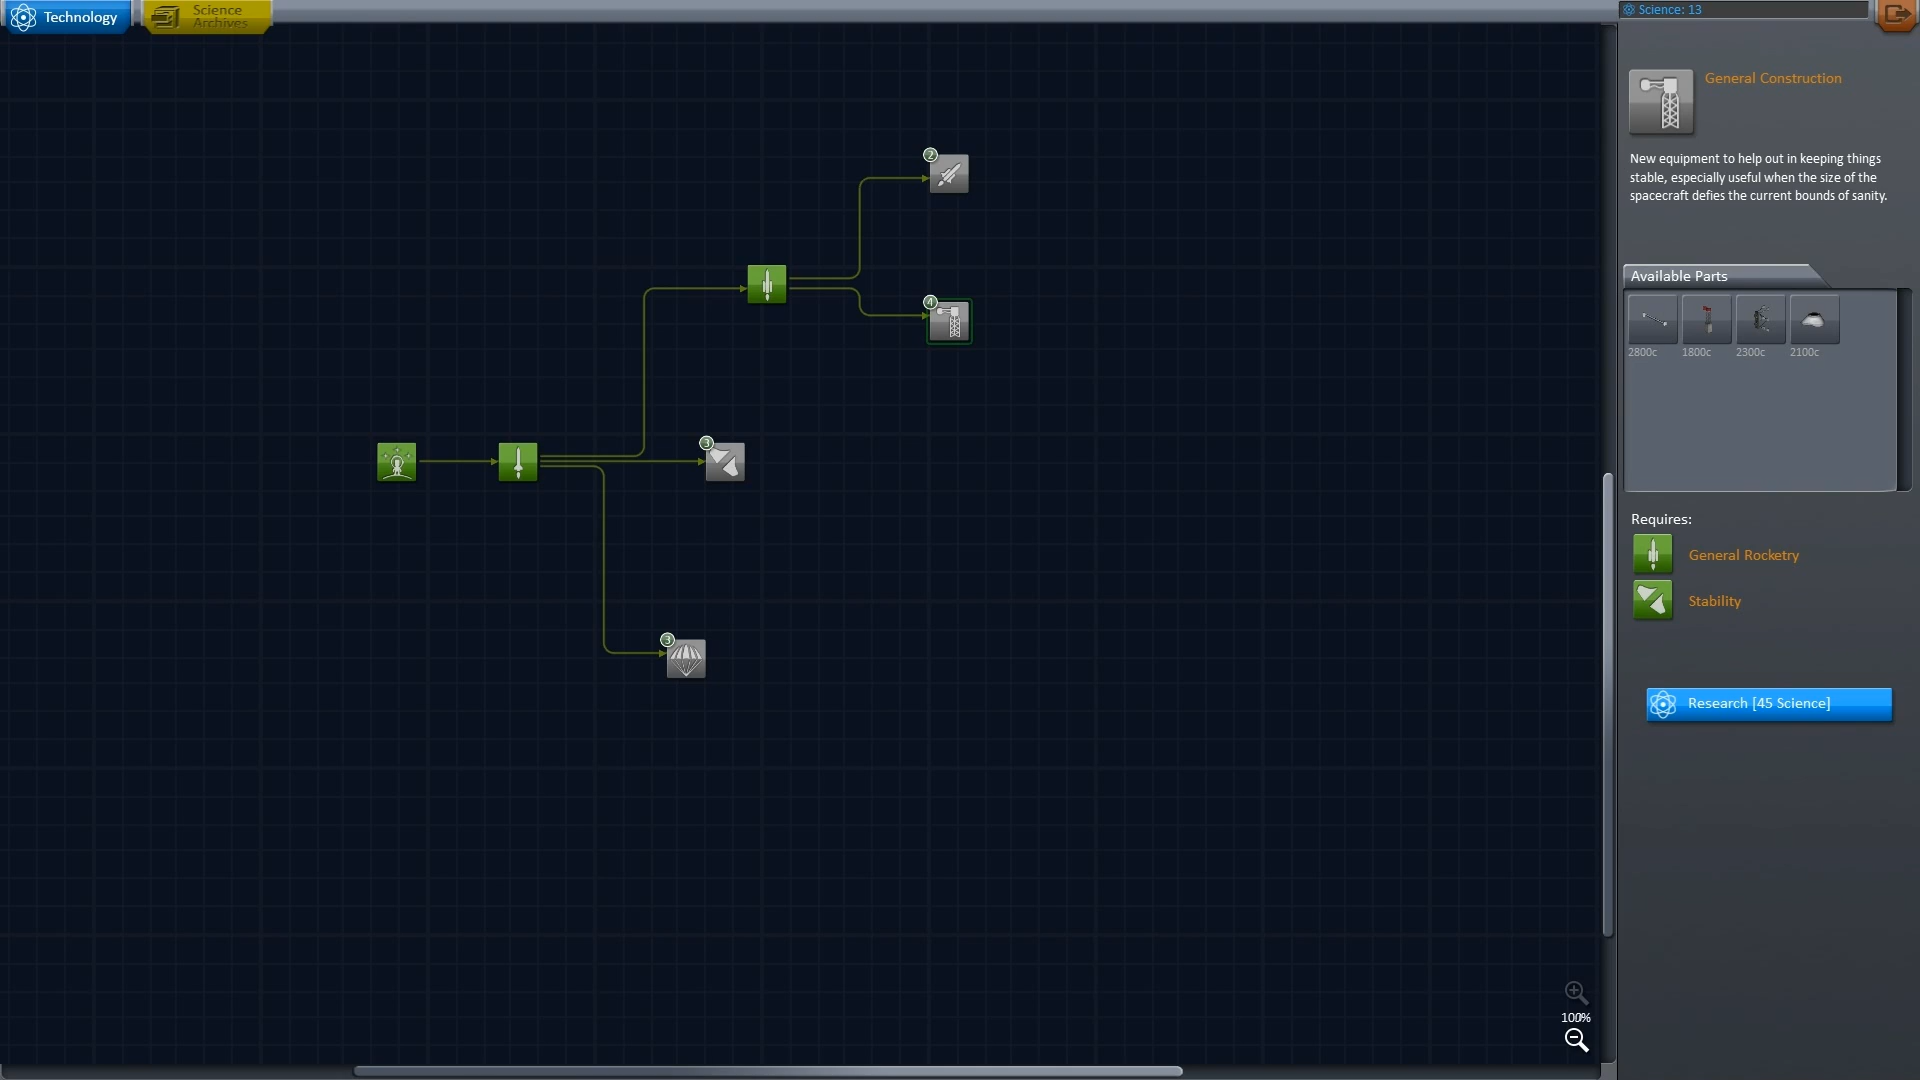 Technology
Science
Archives
Science: 13
General Construction
New equipment to help out in keeping things
stable, especially useful when the size of the
spacecraft defies the current bounds of sanity.
2
4
3
3
Available Parts
2800c 1800c 2300c 2100c
Requires:
General Rocketry
Stability
Research [45 Science]
100%